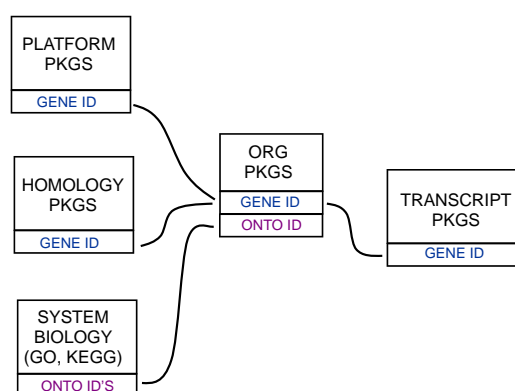 PLATFORM
PKGS
GENE ID
HOMOLOGY
PKGS
GENE ID
SYSTEM
BIOLOGY
(GO, KEGG)
ONTO ID'S
ORG
PKGS
GENE ID
ONTO ID
TRANSCRIPT
PKGS
GENE ID